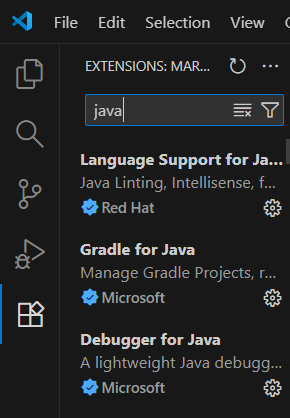 File Edit Selection View
EXTENSIONS: MAR... ...
java
Language Support for Ja...
Java Linting, Intellisense, f...
Red Hat
Gradle for Java
Manage Gradle Projects, r...
Microsoft
Debugger for Java
A lightweight Java debugg...
Microsoft